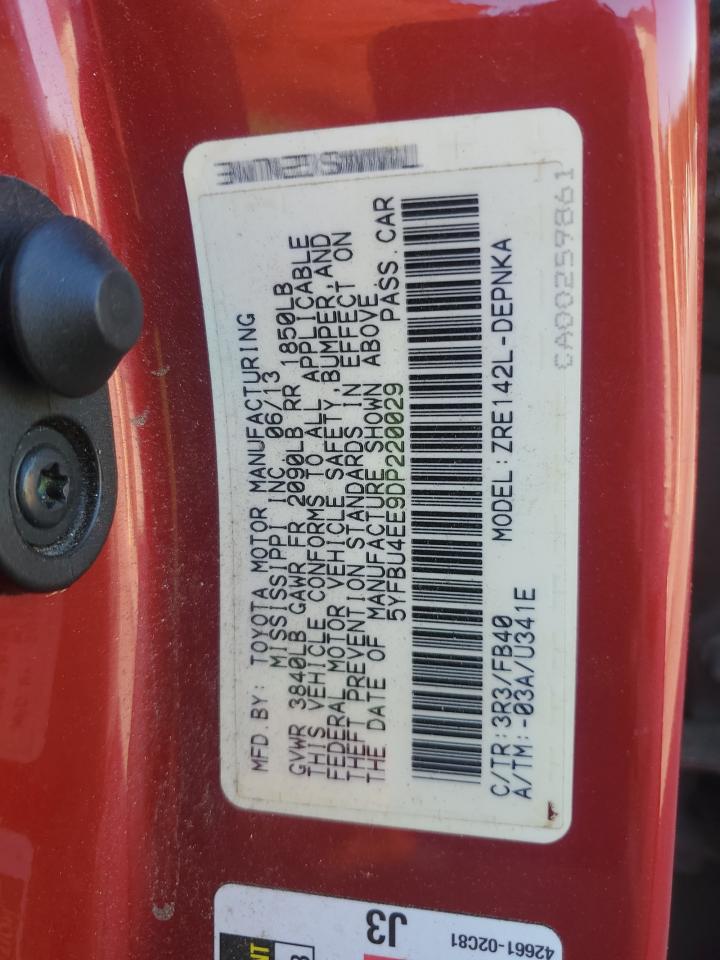 MFD.BY: TOYOTA MOTOR MANUFACTURING
MISSISSIPPI INC. 06/13
GVWR 3840LB GAWR FR 2090LB RR 1850LB
THIS VEHICLE CONFORMS TO ALL APPLICABLE
FEDERAL MOTOR VEHICLE SAFETY, BUMPER, AND
THEFT PREVENTION STANDARDS IN EFFECT ON
THE DATE OF MANUFACTURE SHOWN ABOVE.
5YFBU4EE9DP220029 PASS. CAR
C/TR:3R3/FB40 MODEL:ZRE142L-DEPNKA
A/TM:-03A/U341E
CA00259861
J3
42661-02C81